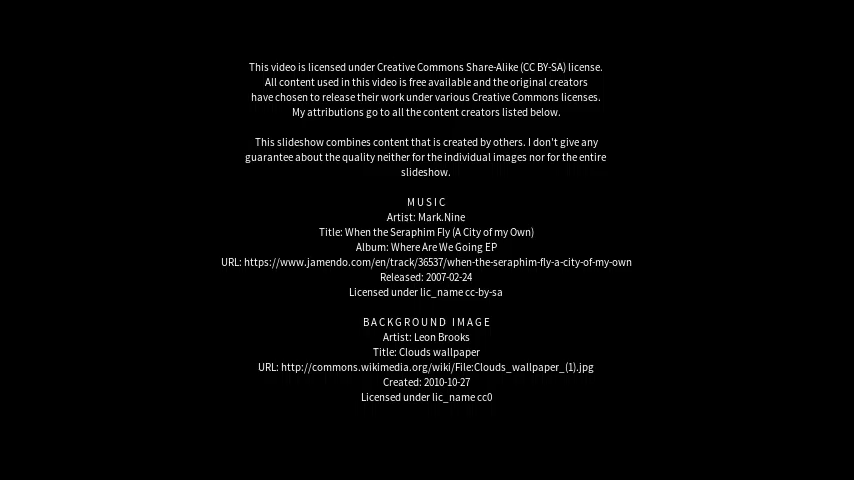 This video is licensed under Creative Commons Share-Alike (CC BY-SA) license.
All content used in this video is free available and the original creators
have chosen to release their work under various Creative Commons licenses.
My attributions go to all the content creators listed below.
This slideshow combines content that is created by others. I don't give any
guarantee about the quality neither for the individual images nor for the entire
slideshow.
MUSIC
Artist: Mark.Nine
Title: When the Seraphim Fly (A City of my Own)
Album: Where Are We Going EP
URL: https://www.jamendo.com/en/track/36537/when-the-seraphim-fly-a-city-of-my-own
Released: 2007-02-24
Licensed under lic_name cc-by-sa
BACKGROUND IMAGE
Artist: Leon Brooks
Title: Clouds wallpaper
URL: http://commons.wikimedia.org/wiki/File:Clouds_wallpaper_(1).jpg
Created: 2010-10-27
Licensed under lic_name cc0